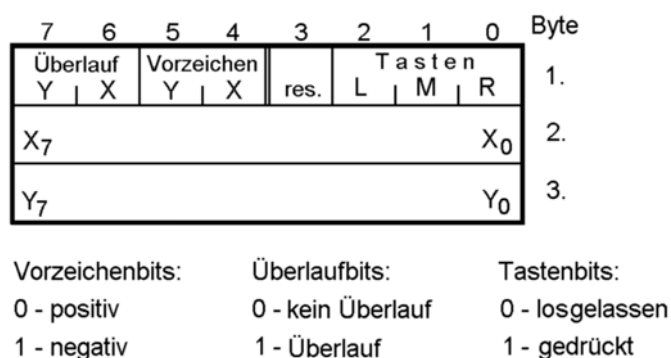 7 6 5 4 3 2 1 0 Byte
Überlauf Vorzeichen Tasten
Y X Y X res. L M R 1.
X7 X0 2.
Y7 Y0 3.
Vorzeichenbits: Überlaufbits: Tastenbits:
0 - positiv 0 - kein Überlauf 0 - losgelassen
1 - negativ 1 - Überlauf 1 - gedrückt